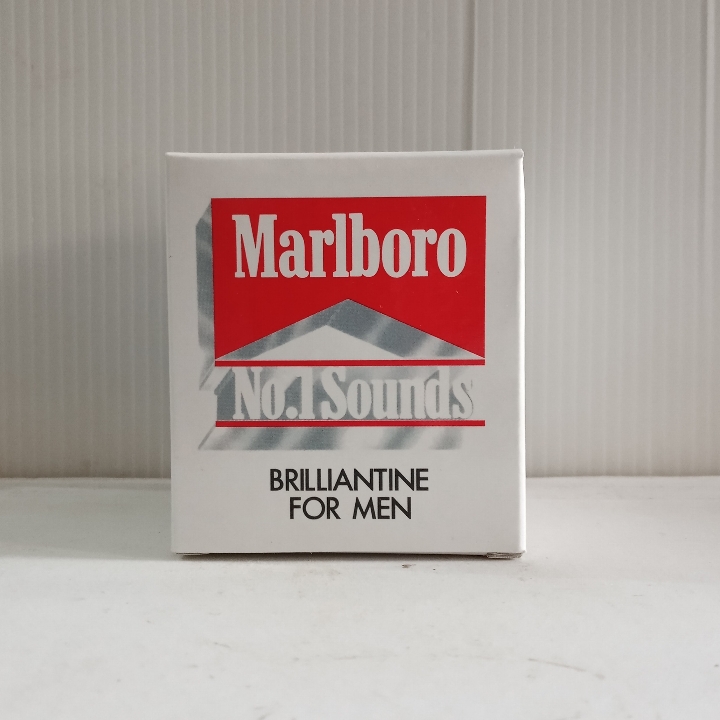 Marlboro
No.1 Sounds
BRILLIANTINE
FOR MEN